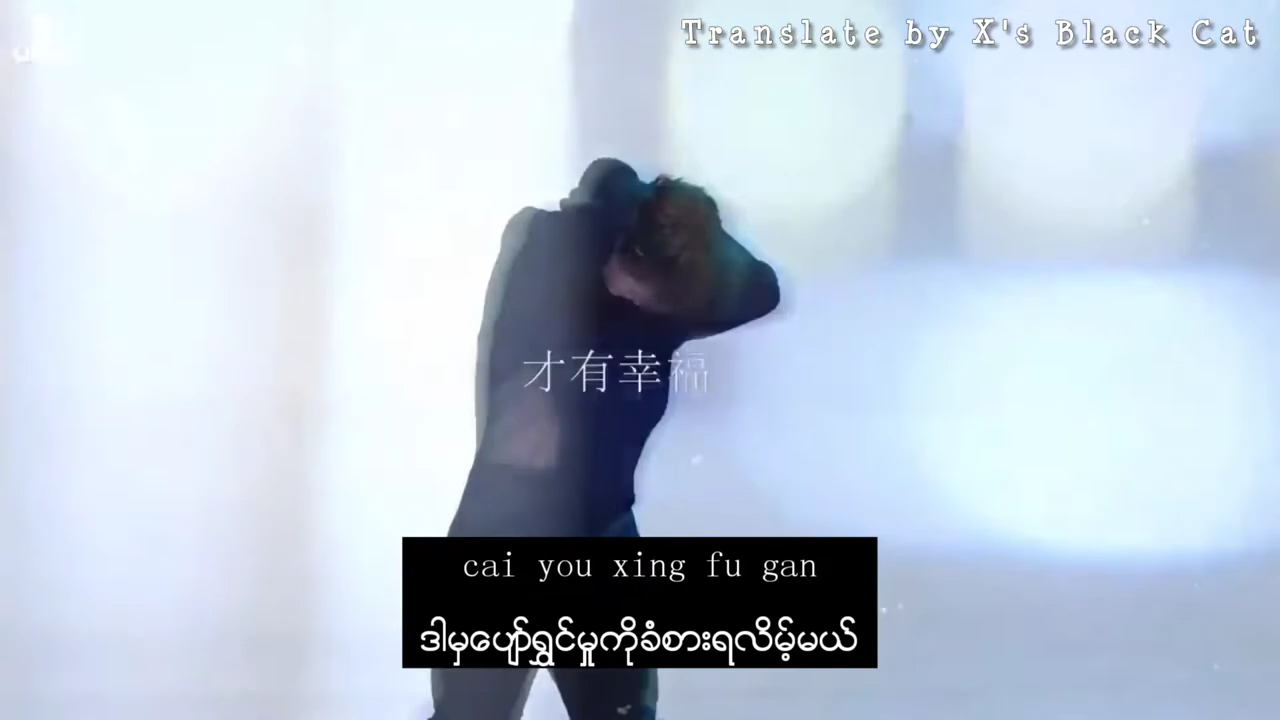 Translate by X's Black Cat
才有幸福
cai you xing fu gan
ဒါမှပျော်ရွှင်မှုကိုခံစားရလိမ့်မယ်